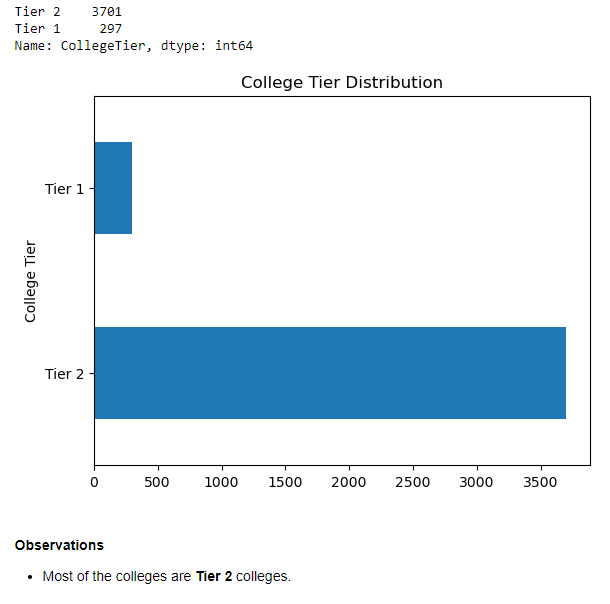 Tier 2    3701
Tier 1     297
Name: CollegeTier, dtype: int64
College Tier Distribution
Tier 1
College Tier
Tier 2
0 500 1000 1500 2000 2500 3000 3500
Observations
• Most of the colleges are Tier 2 colleges.